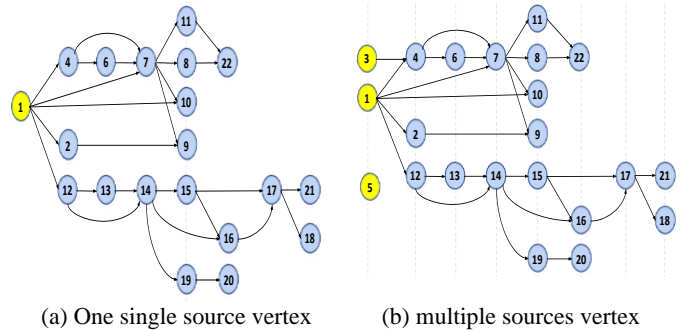 11 11
4 6 7 8 22 3 4 6 7 8 22
1 10 1 10
2 9 2 9
12 13 14 15 17 21 5 12 13 14 15 17 21
16 18 16 18
19 20 19 20
(a) One single source vertex (b) multiple sources vertex